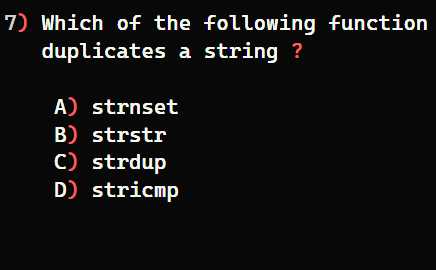 7) Which of the following function
duplicates a string ?
A) strnset
B) strstr
C) strdup
D) stricmp